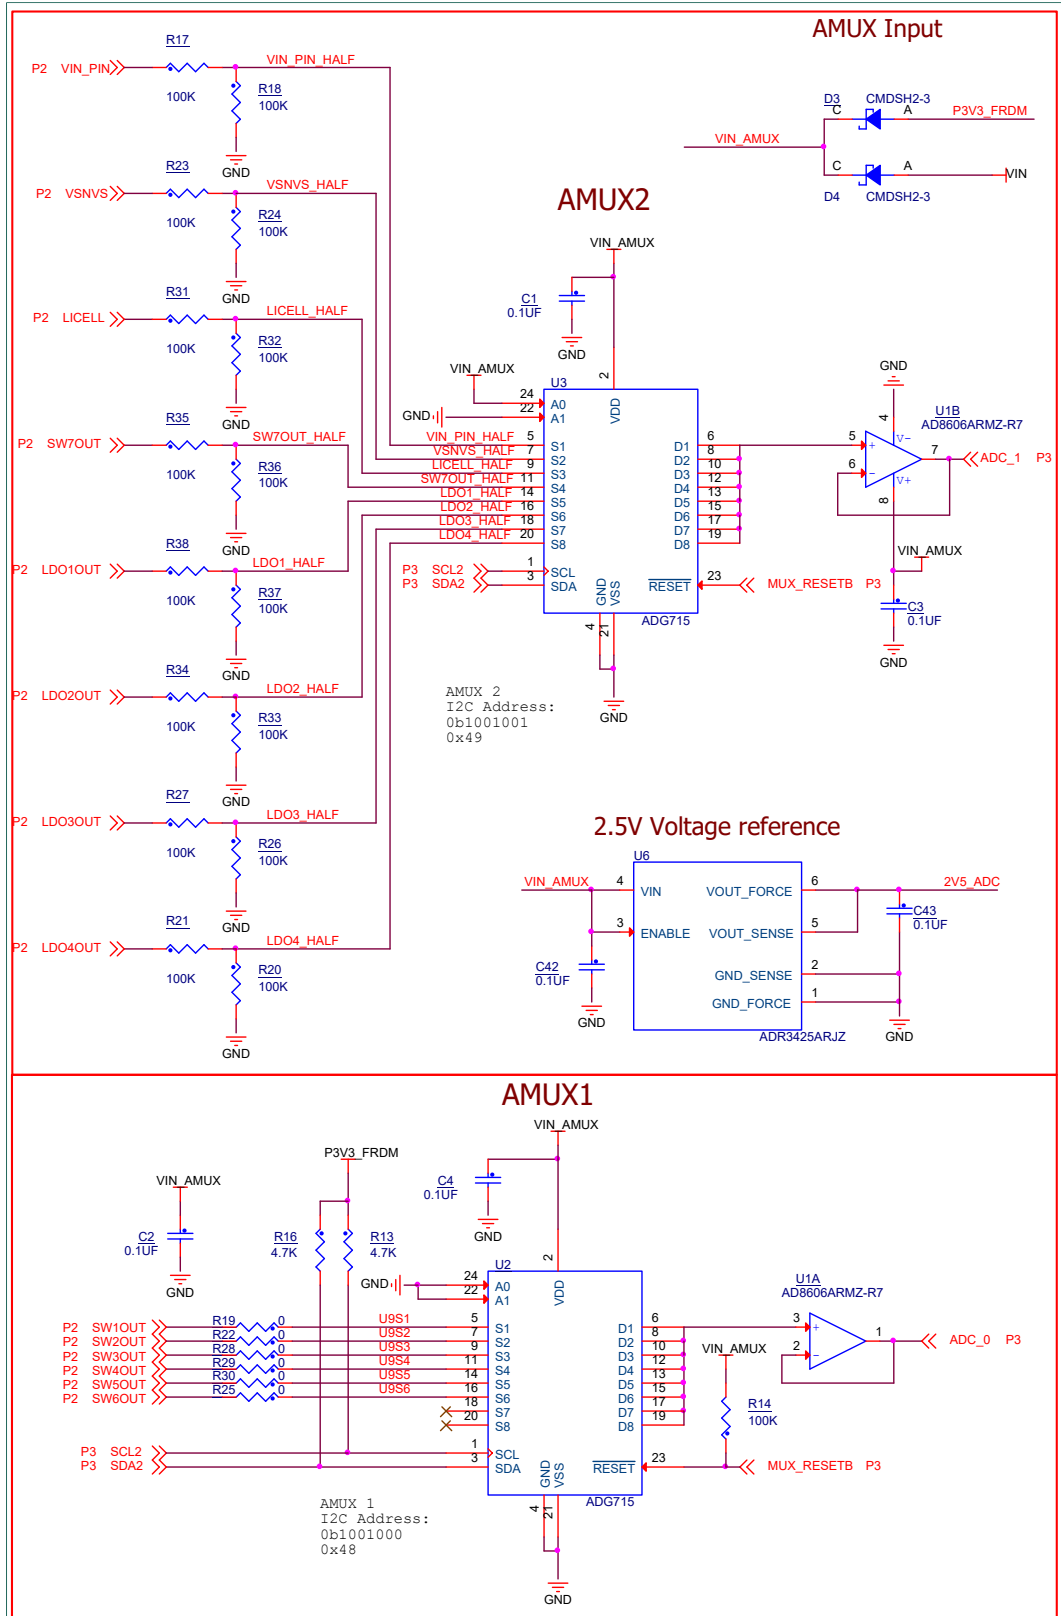 AMUX Input
R17
P2 VIN_PIN
VIN_PIN_HALF
100K
R18
100K
GND
D3 CMDSH2-3
C A P3V3_FRDM
VIN_AMUX
C A VIN
D4 CMDSH2-3
R23
P2 VSNVS
VSNVS_HALF
100K
R24
100K
GND
AMUX2
VIN_AMUX
C1
0.1UF
GND
R31
P2 LICELL
LICELL_HALF
100K
R32
100K
GND
R35
P2 SW7OUT
SW7OUT_HALF
100K
R36
100K
GND
R38
P2 LDO1OUT
LDO1_HALF
100K
R37
100K
GND
R34
P2 LDO2OUT
LDO2_HALF
100K
R33
100K
GND
R27
P2 LDO3OUT
LDO3_HALF
100K
R26
100K
GND
R21
P2 LDO4OUT
LDO4_HALF
100K
R20
100K
GND
VIN_AMUX
U3
2
VDD
24 A0
GND 22 A1
VIN_PIN_HALF 5 S1
VSNVS_HALF 7 S2
LICELL_HALF 9 S3
SW7OUT_HALF 11 S4
LDO1_HALF 14 S5
LDO2_HALF 16 S6
LDO3_HALF 18 S7
LDO4_HALF 20 S8
P3 SCL2 1 SCL
P3 SDA2 3 SDA
D1 6
D2 8
D3 10
D4 12
D5 13
D6 15
D7 17
D8 19
RESET 23 MUX_RESETB P3
GND
VSS
4
21
ADG715
GND
GND
4
U1B
AD8606ARMZ-R7
5 + V- 7 ADC_1 P3
6 - V+
8
VIN_AMUX
C3
0.1UF
GND
AMUX 2
I2C Address:
0b1001001
0x49
2.5V Voltage reference
U6
VIN_AMUX 4 VIN
3 ENABLE
VOUT_FORCE 6 2V5_ADC
VOUT_SENSE 5
GND_SENSE 2
GND_FORCE 1
C42
0.1UF
GND
C43
0.1UF
GND
ADR3425ARJZ
AMUX1
VIN_AMUX
P3V3_FRDM
C4
0.1UF
GND
VIN_AMUX
C2
0.1UF
GND
R16
4.7K
R13
4.7K
U2
2
VDD
GND 24 A0
22 A1
P2 SW1OUT R19 0 U9S1 5 S1
P2 SW2OUT R22 0 U9S2 7 S2
P2 SW3OUT R28 0 U9S3 9 S3
P2 SW4OUT R29 0 U9S4 11 S4
P2 SW5OUT R30 0 U9S5 14 S5
P2 SW6OUT R25 0 U9S6 16 S6
18 S7
20 S8
P3 SCL2 1 SCL
P3 SDA2 3 SDA
D1 6
D2 8
D3 10
D4 12
D5 13
D6 15
D7 17
D8 19
RESET 23 MUX_RESETB P3
GND
VSS
4
21
ADG715
GND
U1A
AD8606ARMZ-R7
3 + 1 ADC_0 P3
2 -
VIN_AMUX
R14
100K
AMUX 1
I2C Address:
0b1001000
0x48